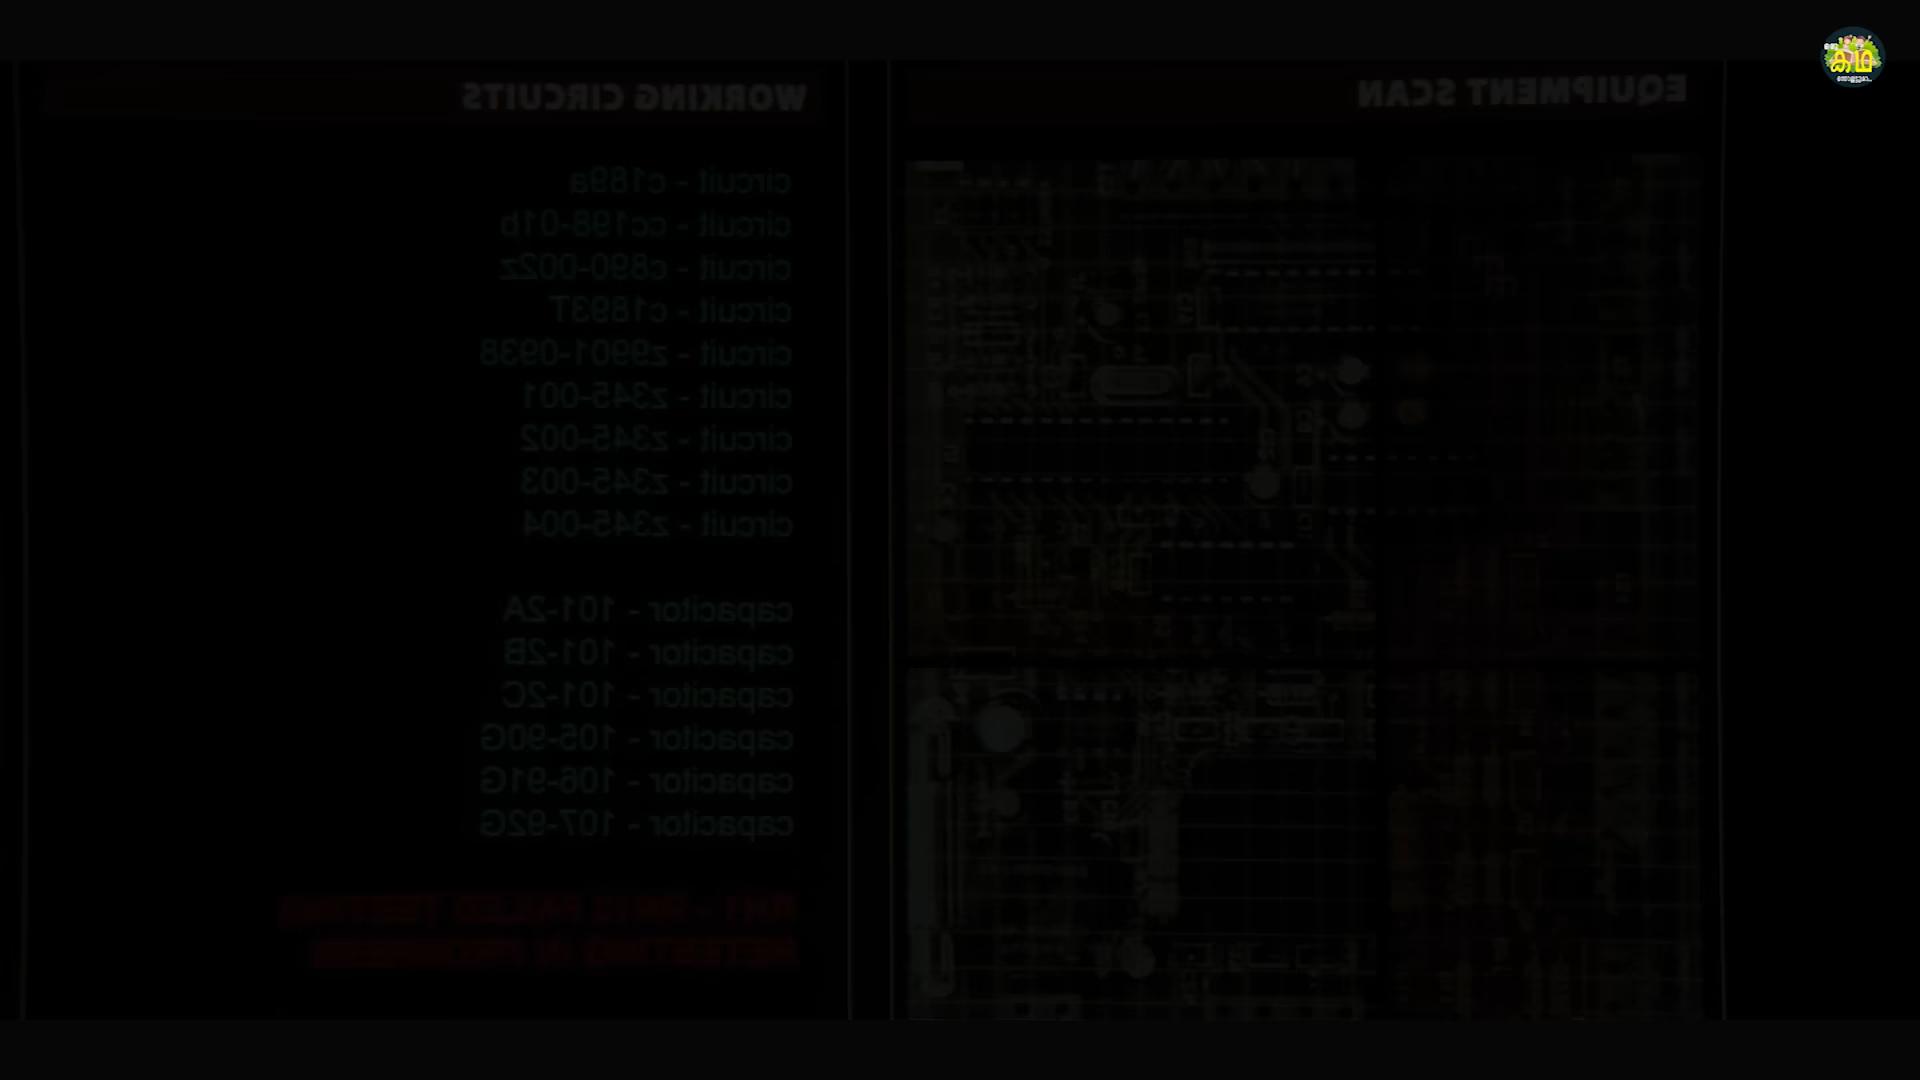 WORKING CIRCUITS
circuit - c189a
circuit - cc198-01b
circuit - c890-002z
circuit - c1893T
circuit - z9901-0938
circuit - z345-001
circuit - z345-002
circuit - z345-003
circuit - z345-004
capacitor - 101-2A
capacitor - 101-2B
capacitor - 101-2C
capacitor - 105-90G
capacitor - 106-91G
capacitor - 107-92G
EQUIPMENT SCAN
കഥ